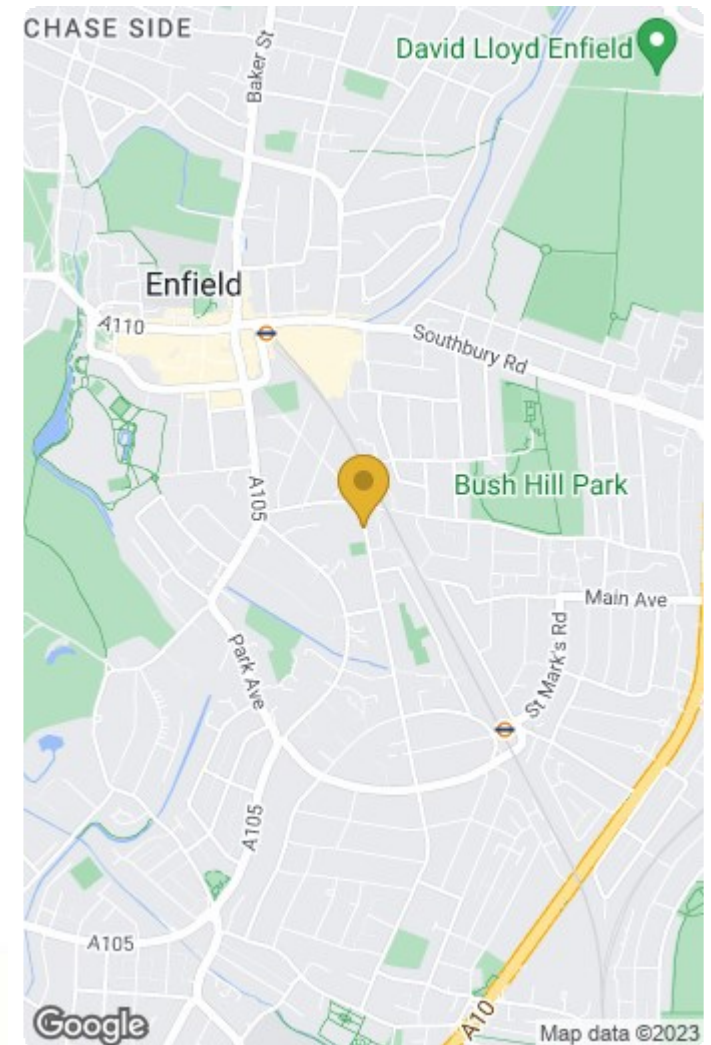 CHASE SIDE
Baker St
David Lloyd Enfield
Enfield
A110
Southbury Rd
A105
Bush Hill Park
Main Ave
St Mark's Rd
Park Ave
A105
A105
A10
Google
Map data ©2023